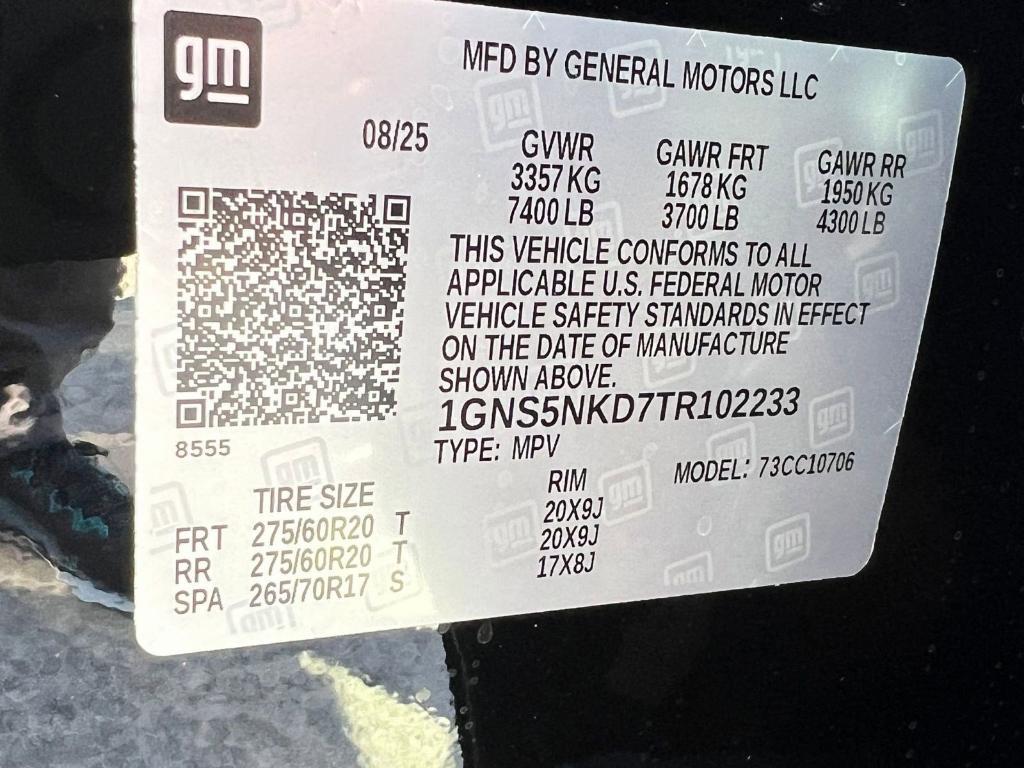 gm
MFD BY GENERAL MOTORS LLC
08/25
GVWR GAWR FRT GAWR RR
3357 KG 1678 KG 1950 KG
7400 LB 3700 LB 4300 LB
THIS VEHICLE CONFORMS TO ALL
APPLICABLE U.S. FEDERAL MOTOR
VEHICLE SAFETY STANDARDS IN EFFECT
ON THE DATE OF MANUFACTURE
SHOWN ABOVE.
1GNS5NKD7TR102233
8555
TYPE: MPV MODEL: 73CC10706
TIRE SIZE RIM
FRT 275/60R20 T 20X9J
RR 275/60R20 T 20X9J
SPA 265/70R17 S 17X8J